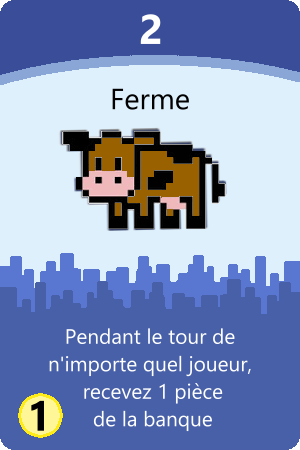 2
Ferme
Pendant le tour de
n'importe quel joueur,
recevez 1 pièce
de la banque
1